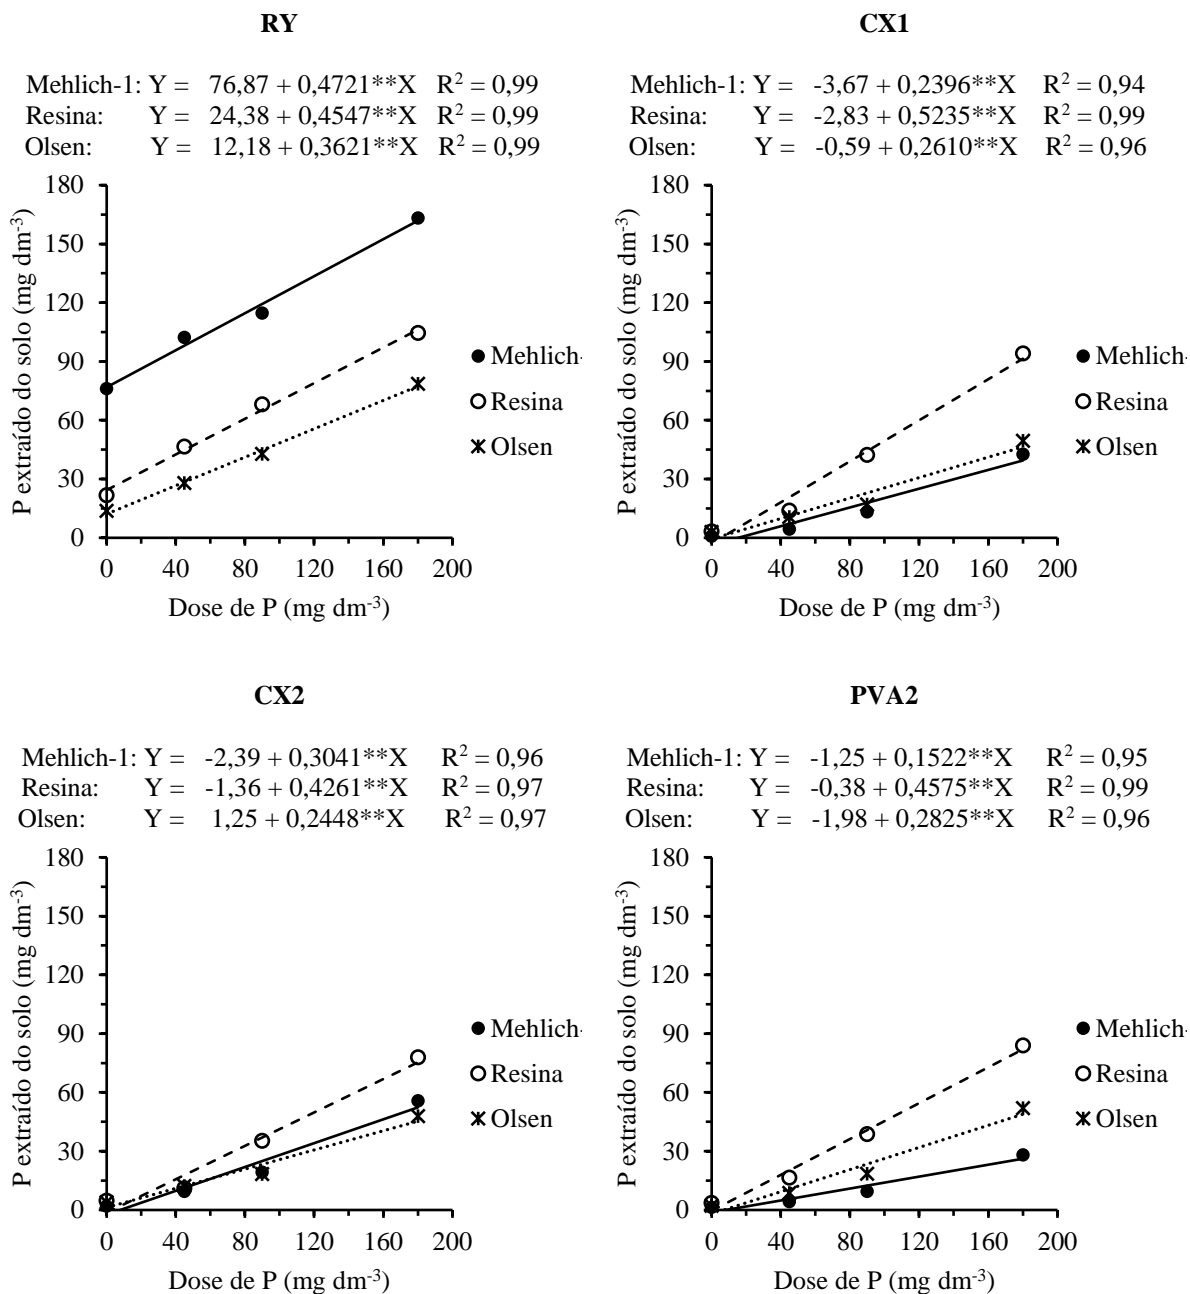 RY
Mehlich-1: Y = 76,87 + 0,4721**X R² = 0,99
Resina: Y = 24,38 + 0,4547**X R² = 0,99
Olsen: Y = 12,18 + 0,3621**X R² = 0,99
P extraído do solo (mg dm⁻³)
180
150
120
90
60
30
0
0 40 80 120 160 200
Dose de P (mg dm⁻³)
Mehlich-
Resina
Olsen
CX1
Mehlich-1: Y = -3,67 + 0,2396**X R² = 0,94
Resina: Y = -2,83 + 0,5235**X R² = 0,99
Olsen: Y = -0,59 + 0,2610**X R² = 0,96
P extraído do solo (mg dm⁻³)
180
150
120
90
60
30
0
0 40 80 120 160 200
Dose de P (mg dm⁻³)
Mehlich-
Resina
Olsen
CX2
Mehlich-1: Y = -2,39 + 0,3041**X R² = 0,96
Resina: Y = -1,36 + 0,4261**X R² = 0,97
Olsen: Y = 1,25 + 0,2448**X R² = 0,97
P extraído do solo (mg dm⁻³)
180
150
120
90
60
30
0
0 40 80 120 160 200
Dose de P (mg dm⁻³)
Mehlich-
Resina
Olsen
PVA2
Mehlich-1: Y = -1,25 + 0,1522**X R² = 0,95
Resina: Y = -0,38 + 0,4575**X R² = 0,99
Olsen: Y = -1,98 + 0,2825**X R² = 0,96
P extraído do solo (mg dm⁻³)
180
150
120
90
60
30
0
0 40 80 120 160 200
Dose de P (mg dm⁻³)
Mehlich-
Resina
Olsen